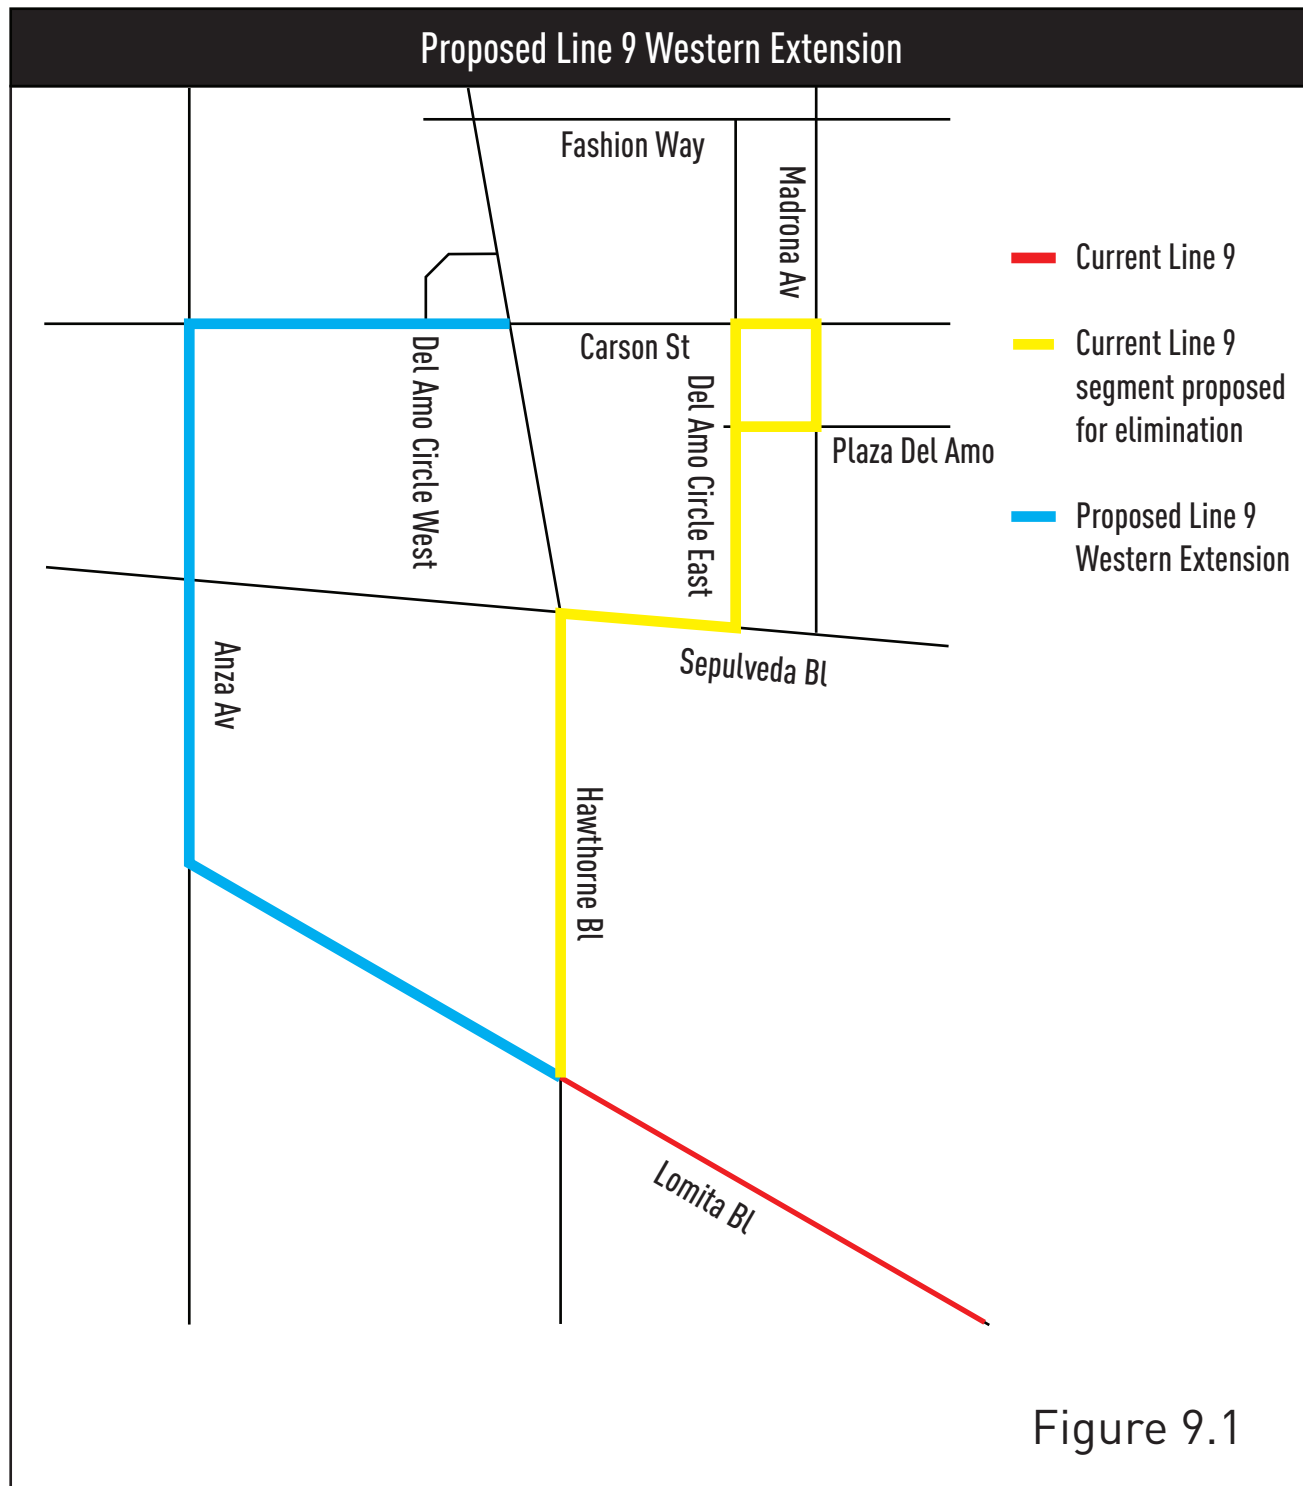 Proposed Line 9 Western Extension
Fashion Way
Madrona Av
Current Line 9
Carson St
Current Line 9
segment proposed
for elimination
Del Amo Circle West
Del Amo Circle East
Plaza Del Amo
Proposed Line 9
Western Extension
Anza Av
Sepulveda Bl
Hawthorne Bl
Lomita Bl
Figure 9.1